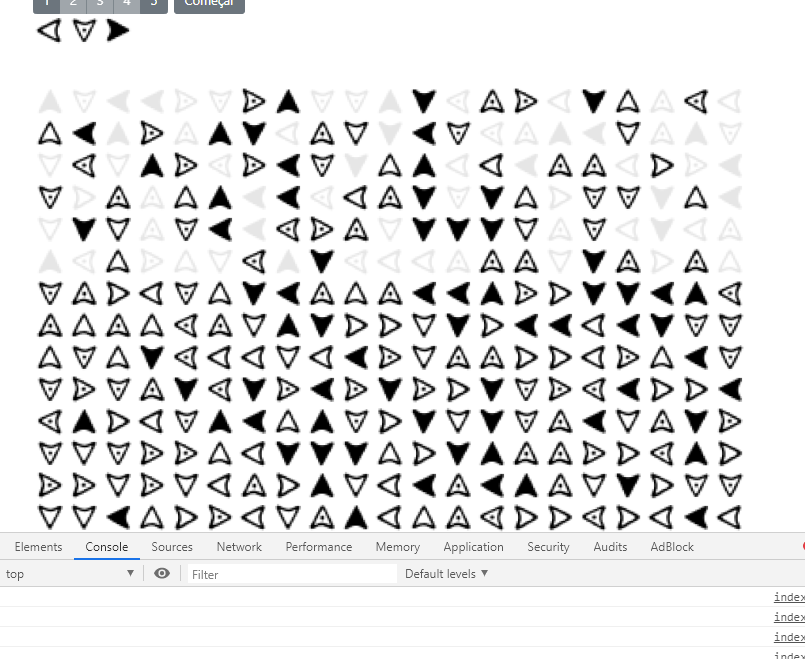 1 2 3 4 5 Começar
Elements Console Sources Network Performance Memory Application Security Audits AdBlock
top Filter Default levels
index
index
index
index